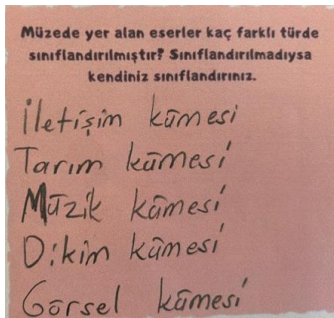 Müzede yer alan eserler kaç farklı türde
sınıflandırılmıştır? Sınıflandırılmadıysa
kendiniz sınıflandırınız.
İletişim kümesi
Tarım kümesi
Müzik kümesi
Dikim kümesi
Görsel kümesi